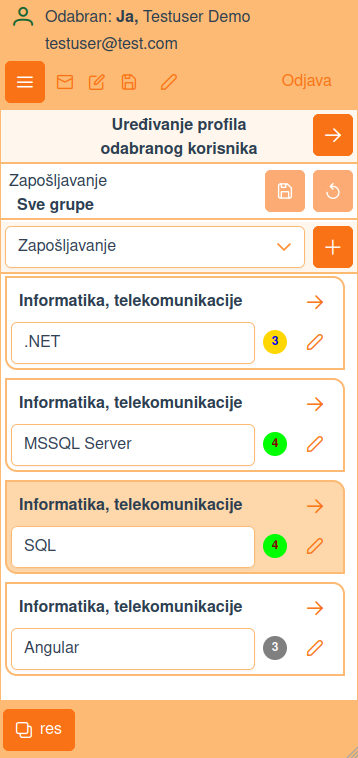 Odabran: Ja, Testuser Demo
testuser@test.com
Odjava
Uređivanje profila
odabranog korisnika
Zapošljavanje
Sve grupe
Zapošljavanje
Informatika, telekomunikacije
.NET
3
Informatika, telekomunikacije
MSSQL Server
4
Informatika, telekomunikacije
SQL
4
Informatika, telekomunikacije
Angular
3
res